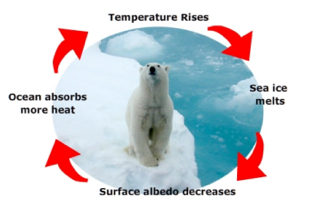 Temperature Rises
Sea ice
melts
Surface albedo decreases
Ocean absorbs
more heat